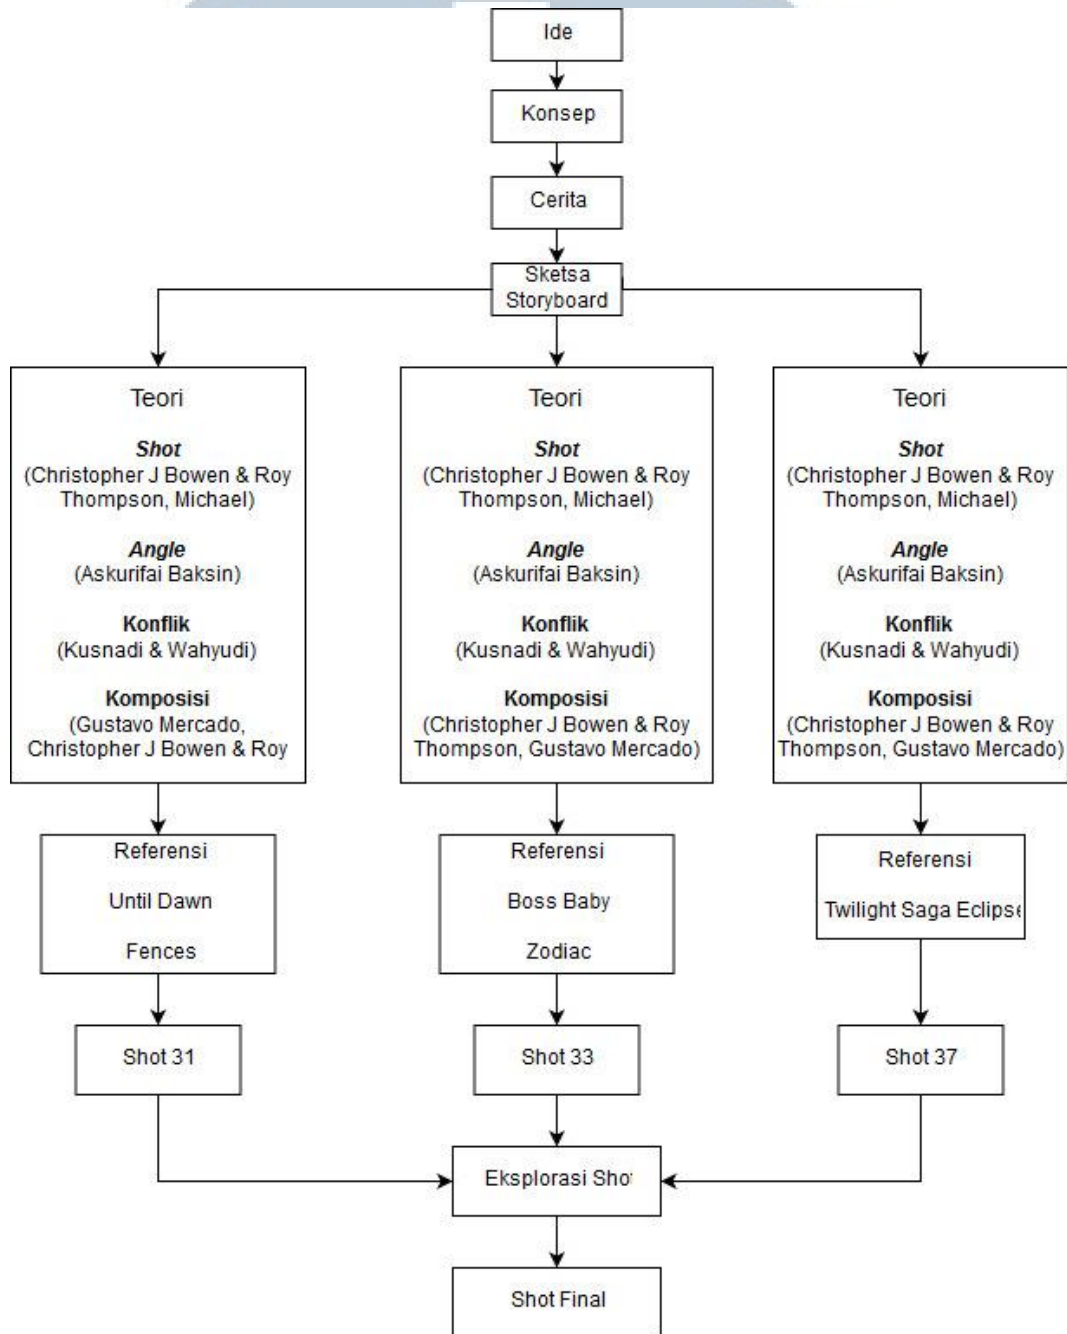 Ide
Konsep
Cerita
Sketsa
Storyboard
Teori
Shot
(Christopher J Bowen & Roy
Thompson, Michael)
Angle
(Askurifai Baksin)
Konflik
(Kusnadi & Wahyudi)
Komposisi
(Gustavo Mercado,
Christopher J Bowen & Roy
Teori
Shot
(Christopher J Bowen & Roy
Thompson, Michael)
Angle
(Askurifai Baksin)
Konflik
(Kusnadi & Wahyudi)
Komposisi
(Christopher J Bowen & Roy
Thompson, Gustavo Mercado)
Teori
Shot
(Christopher J Bowen & Roy
Thompson, Michael)
Angle
(Askurifai Baksin)
Konflik
(Kusnadi & Wahyudi)
Komposisi
(Christopher J Bowen & Roy
Thompson, Gustavo Mercado)
Referensi
Until Dawn
Fences
Referensi
Boss Baby
Zodiac
Referensi
Twilight Saga Eclipse
Shot 31
Shot 33
Shot 37
Eksplorasi Shot
Shot Final